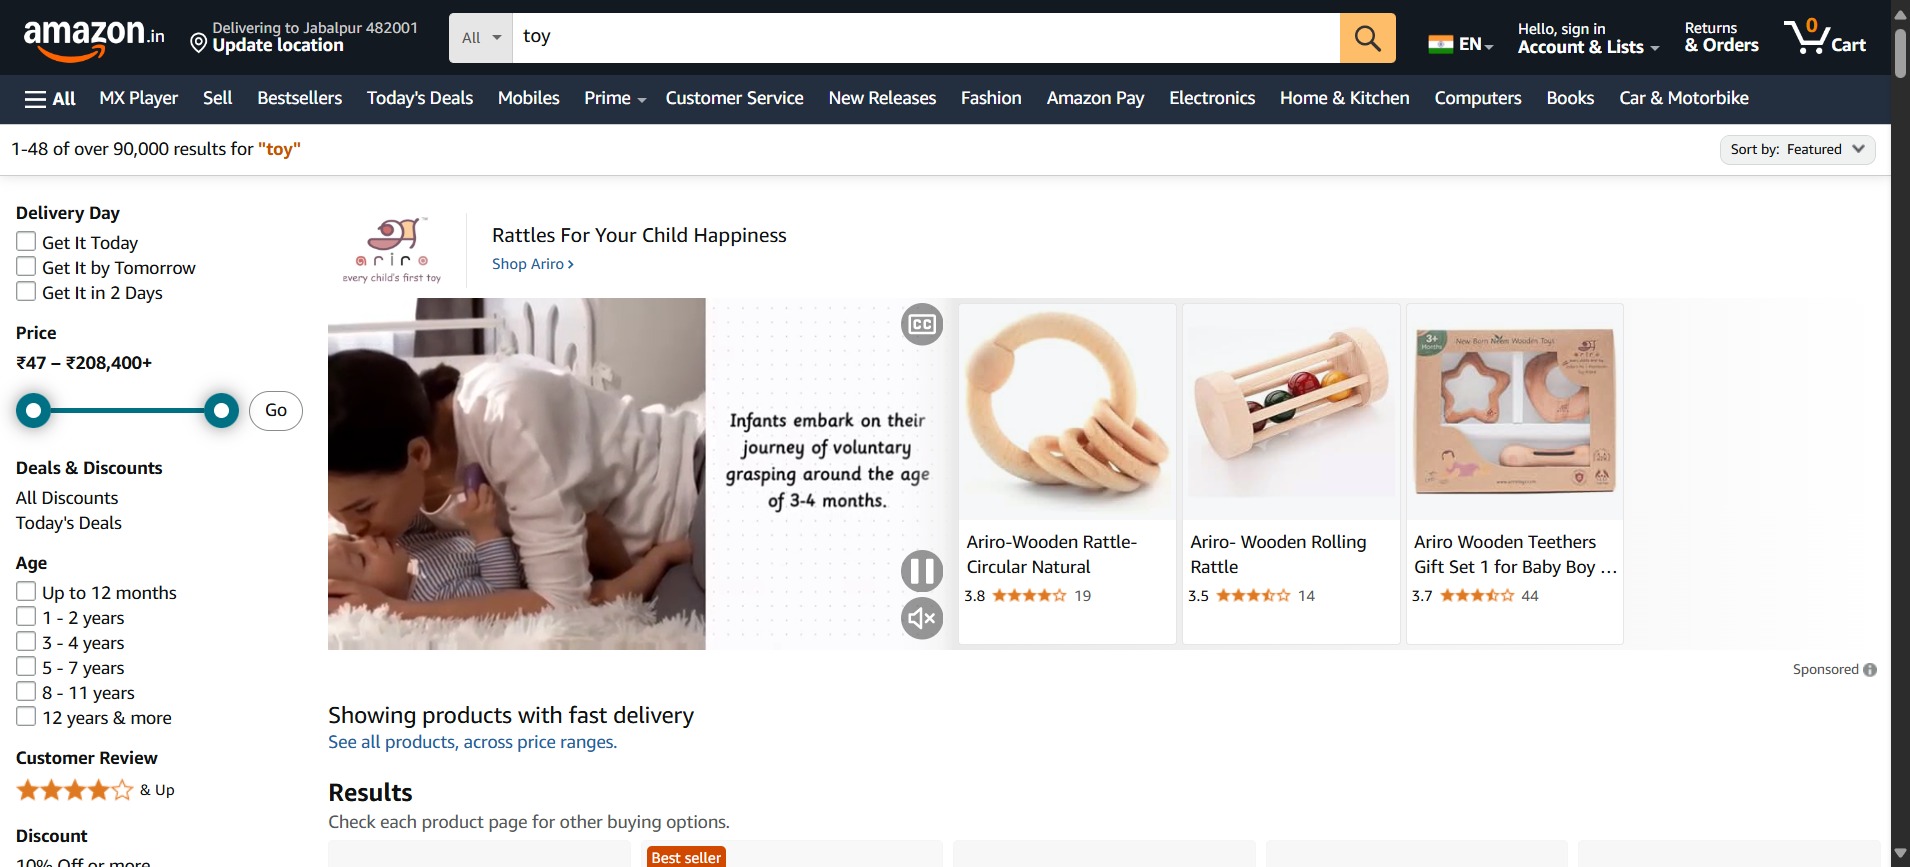 amazon.in
Delivering to Jabalpur 482001
Update location
All
toy
EN
Hello, sign in
Account & Lists
Returns
& Orders
0
Cart
All
MX Player
Sell
Bestsellers
Today's Deals
Mobiles
Prime
Customer Service
New Releases
Fashion
Amazon Pay
Electronics
Home & Kitchen
Computers
Books
Car & Motorbike
1-48 of over 90,000 results for "toy"
Sort by: Featured
Delivery Day
Get It Today
Get It by Tomorrow
Get It in 2 Days
Price
₹47 – ₹208,400+
Go
Deals & Discounts
All Discounts
Today's Deals
Age
Up to 12 months
1 - 2 years
3 - 4 years
5 - 7 years
8 - 11 years
12 years & more
Customer Review
& Up
Discount
10% Off or more
ariro
every child's first toy
™
Rattles For Your Child Happiness
Shop Ariro ›
CC
Infants embark on their
journey of voluntary
grasping around the age
of 3-4 months.
Ariro-Wooden Rattle-
Circular Natural
3.8
19
Ariro- Wooden Rolling
Rattle
3.5
14
3+
Months
New Born Neem Wooden Toys
ariro
Ariro Wooden Teethers
Gift Set 1 for Baby Boy ...
3.7
44
Sponsored
Showing products with fast delivery
See all products, across price ranges.
Results
Check each product page for other buying options.
Best seller